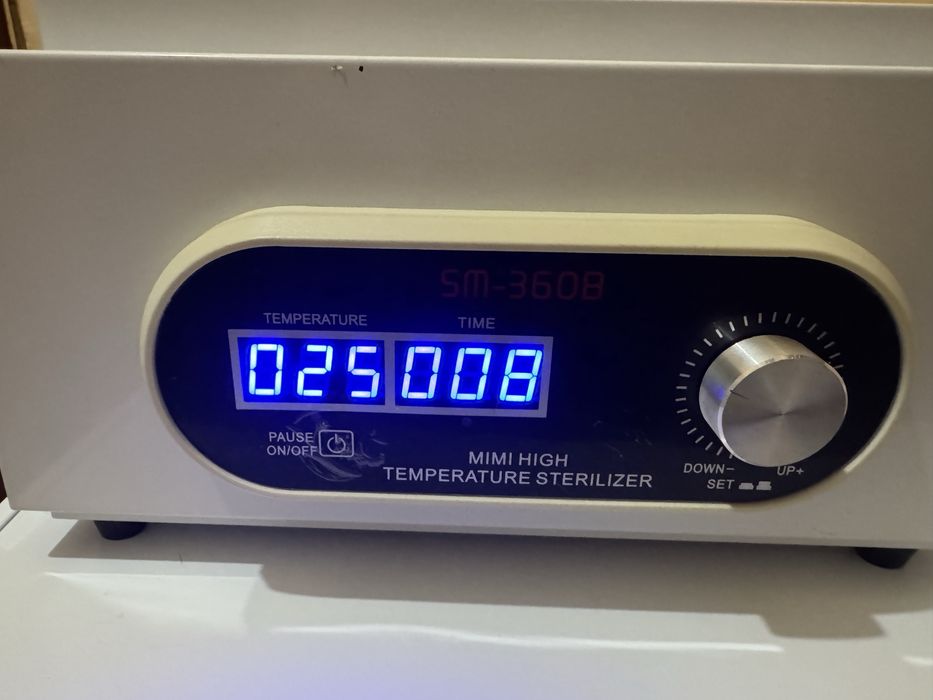 SM-360B
TEMPERATURE TIME
025 008
PAUSE
ON/OFF
MIMI HIGH
TEMPERATURE STERILIZER
DOWN- UP+
SET